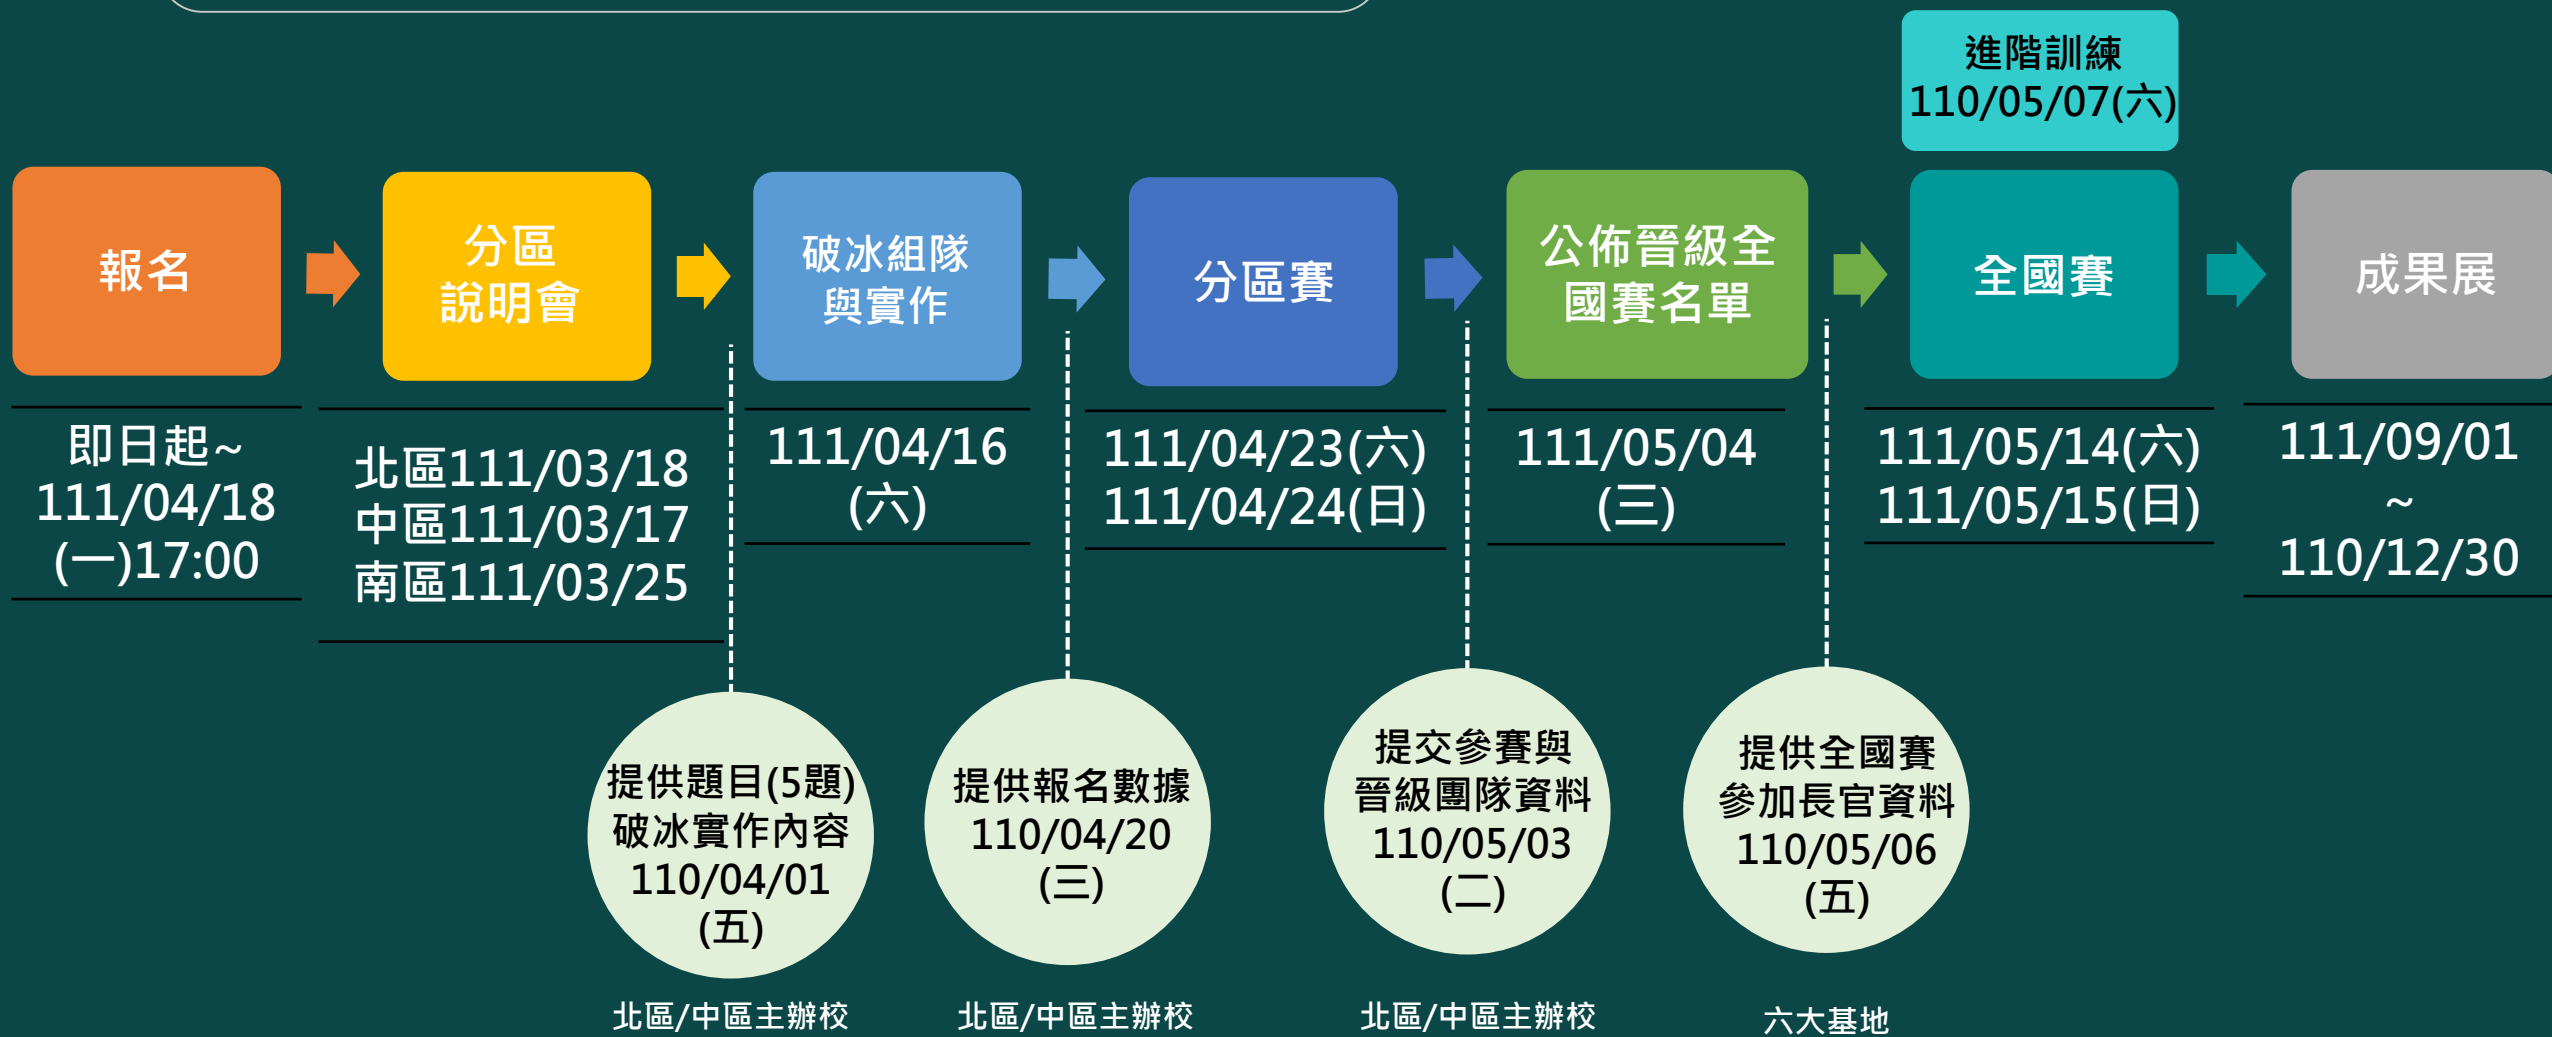 進階訓練
110/05/07(六)
報名
分區
說明會
破冰組隊
與實作
分區賽
公佈晉級全
國賽名單
全國賽
成果展
即日起~
111/04/18
(一)17:00
北區111/03/18
中區111/03/17
南區111/03/25
111/04/16
(六)
111/04/23(六)
111/04/24(日)
111/05/04
(三)
111/05/14(六)
111/05/15(日)
111/09/01
~
110/12/30
提供題目(5題)
破冰實作內容
110/04/01
(五)
北區/中區主辦校
提供報名數據
110/04/20
(三)
北區/中區主辦校
提交參賽與
晉級團隊資料
110/05/03
(二)
北區/中區主辦校
提供全國賽
參加長官資料
110/05/06
(五)
六大基地